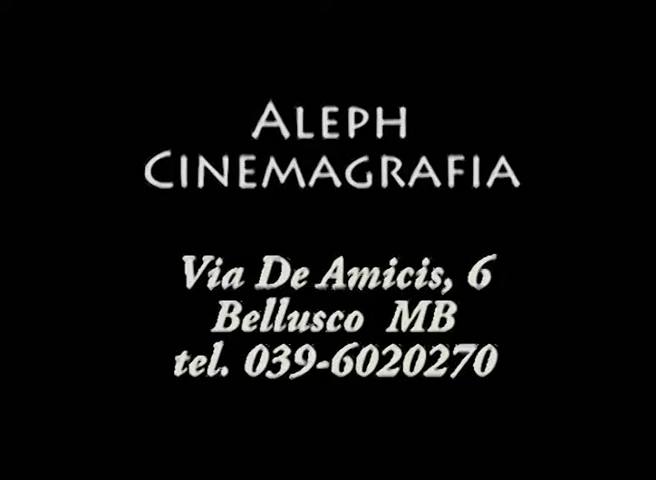 ALEPH
CINEMAGRAFIA
Via De Amicis, 6
Bellusco MB
tel. 039-6020270